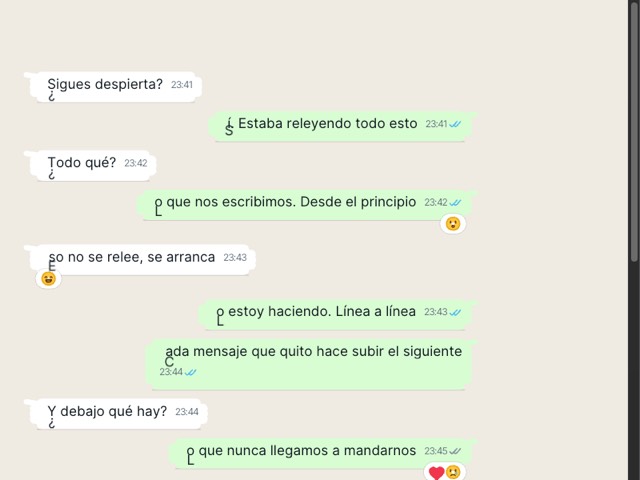 ¿Sigues despierta? 23:41
Sí. Estaba releyendo todo esto 23:41
¿Todo qué? 23:42
Lo que nos escribimos. Desde el principio 23:42
Eso no se relee, se arranca 23:43
Lo estoy haciendo. Línea a línea 23:43
Cada mensaje que quito hace subir el siguiente
23:44
¿Y debajo qué hay? 23:44
Lo que nunca llegamos a mandarnos 23:45